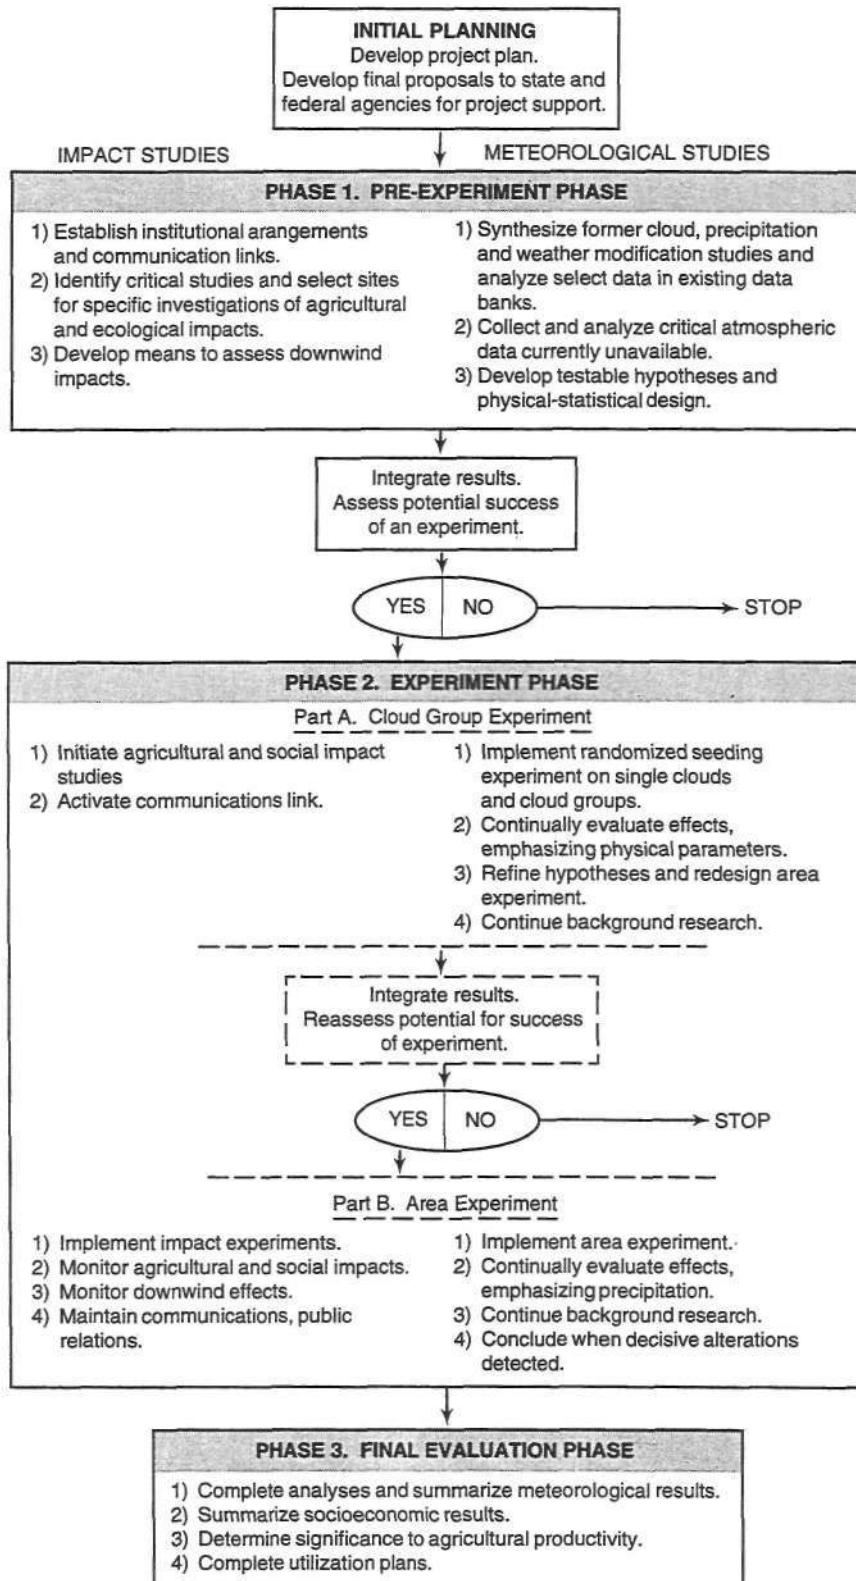 INITIAL PLANNING
Develop project plan.
Develop final proposals to state and
federal agencies for project support.
IMPACT STUDIES
METEOROLOGICAL STUDIES
PHASE 1. PRE-EXPERIMENT PHASE
1) Establish institutional arangements
and communication links.
2) Identify critical studies and select sites
for specific investigations of agricultural
and ecological impacts.
3) Develop means to assess downwind
impacts.
1) Synthesize former cloud, precipitation
and weather modification studies and
analyze select data in existing data
banks.
2) Collect and analyze critical atmospheric
data currently unavailable.
3) Develop testable hypotheses and
physical-statistical design.
Integrate results.
Assess potential success
of an experiment.
YES
NO
STOP
PHASE 2. EXPERIMENT PHASE
Part A. Cloud Group Experiment
1) Initiate agricultural and social impact
studies
2) Activate communications link.
1) Implement randomized seeding
experiment on single clouds
and cloud groups.
2) Continually evaluate effects,
emphasizing physical parameters.
3) Refine hypotheses and redesign area
experiment.
4) Continue background research.
Integrate results.
Reassess potential for success
of experiment.
YES
NO
STOP
Part B. Area Experiment
1) Implement impact experiments.
2) Monitor agricultural and social impacts.
3) Monitor downwind effects.
4) Maintain communications, public
relations.
1) Implement area experiment.
2) Continually evaluate effects,
emphasizing precipitation.
3) Continue background research.
4) Conclude when decisive alterations
detected.
PHASE 3. FINAL EVALUATION PHASE
1) Complete analyses and summarize meteorological results.
2) Summarize socioeconomic results.
3) Determine significance to agricultural productivity.
4) Complete utilization plans.